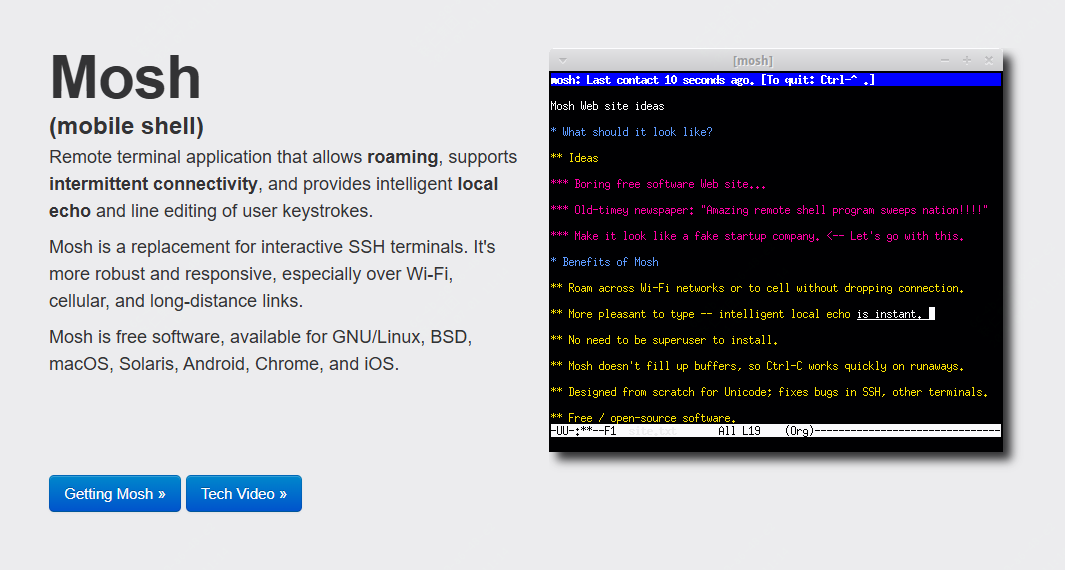 Mosh
(mobile shell)
Remote terminal application that allows roaming, supports
intermittent connectivity, and provides intelligent local
echo and line editing of user keystrokes.
Mosh is a replacement for interactive SSH terminals. It's
more robust and responsive, especially over Wi-Fi,
cellular, and long-distance links.
Mosh is free software, available for GNU/Linux, BSD,
macOS, Solaris, Android, Chrome, and iOS.
Getting Mosh »
Tech Video »
[mosh]
mosh: Last contact 10 seconds ago. [To quit: Ctrl-^ .]
Mosh Web site ideas
* What should it look like?
** Ideas
*** Boring free software Web site...
*** Old-timey newspaper: "Amazing remote shell program sweeps nation!!!!"
*** Make it look like a fake startup company. <-- Let's go with this.
* Benefits of Mosh
** Roam across Wi-Fi networks or to cell without dropping connection.
** More pleasant to type -- intelligent local echo is instant.
** No need to be superuser to install.
** Mosh doesn't fill up buffers, so Ctrl-C works quickly on runaways.
** Designed from scratch for Unicode; fixes bugs in SSH, other terminals.
** Free / open-source software.
-UU-:**--F1 site.txt All L19 (Org)-------------------------------